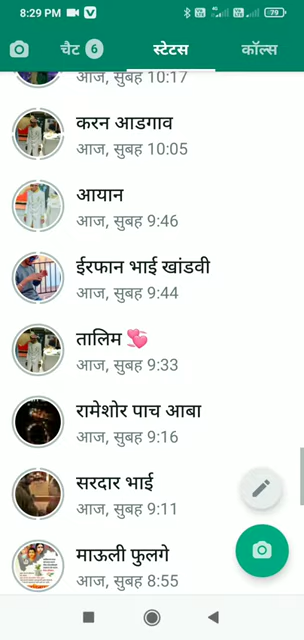 8:29 PM
79
चैट 6
स्टेटस
कॉल्स
आज, सुबह 10:17
करन आडगाव
आज, सुबह 10:05
आयान
आज, सुबह 9:46
ईरफान भाई खांडवी
आज, सुबह 9:44
तालिम 💞
आज, सुबह 9:33
रामेशोर पाच आबा
आज, सुबह 9:16
सरदार भाई
आज, सुबह 9:11
माऊली फुलगे
आज, सुबह 8:55